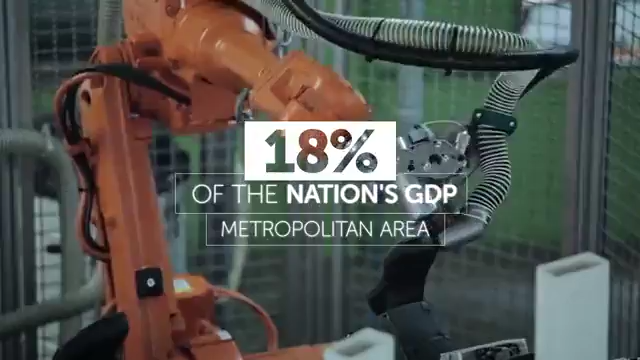 18%
OF THE NATION'S GDP
METROPOLITAN AREA